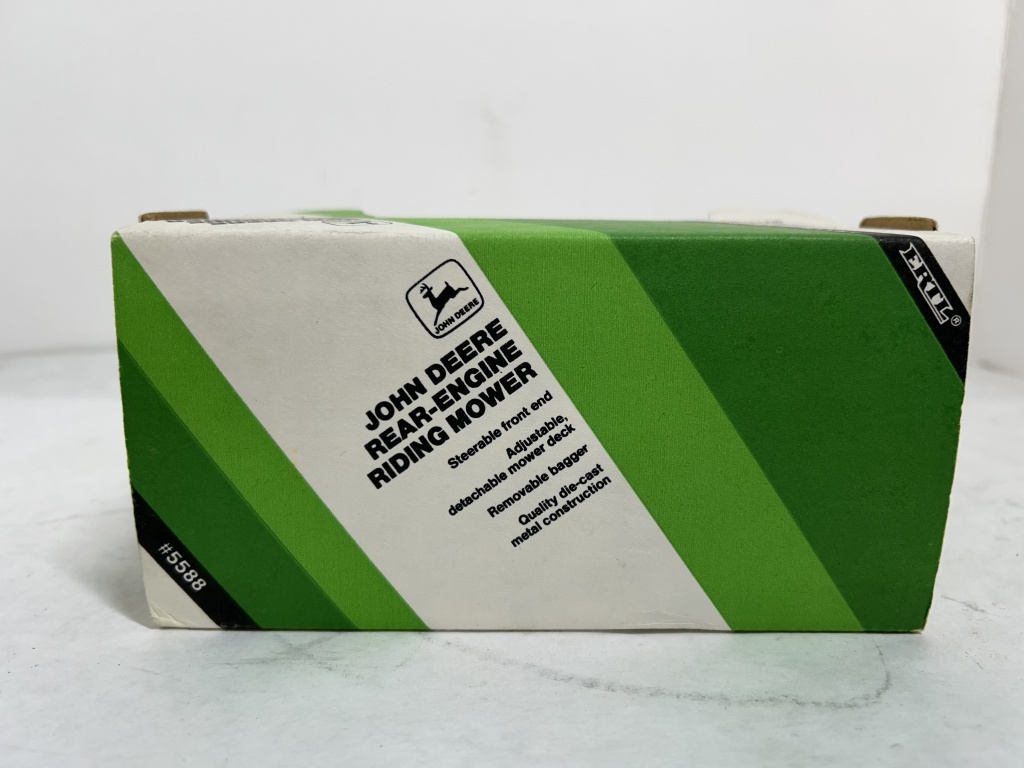 JOHN DEERE
JOHN DEERE
REAR-ENGINE
RIDING MOWER
Steerable front end
Adjustable,
detachable mower deck
Removable bagger
Quality die-cast
metal construction
ERTL®
#5588